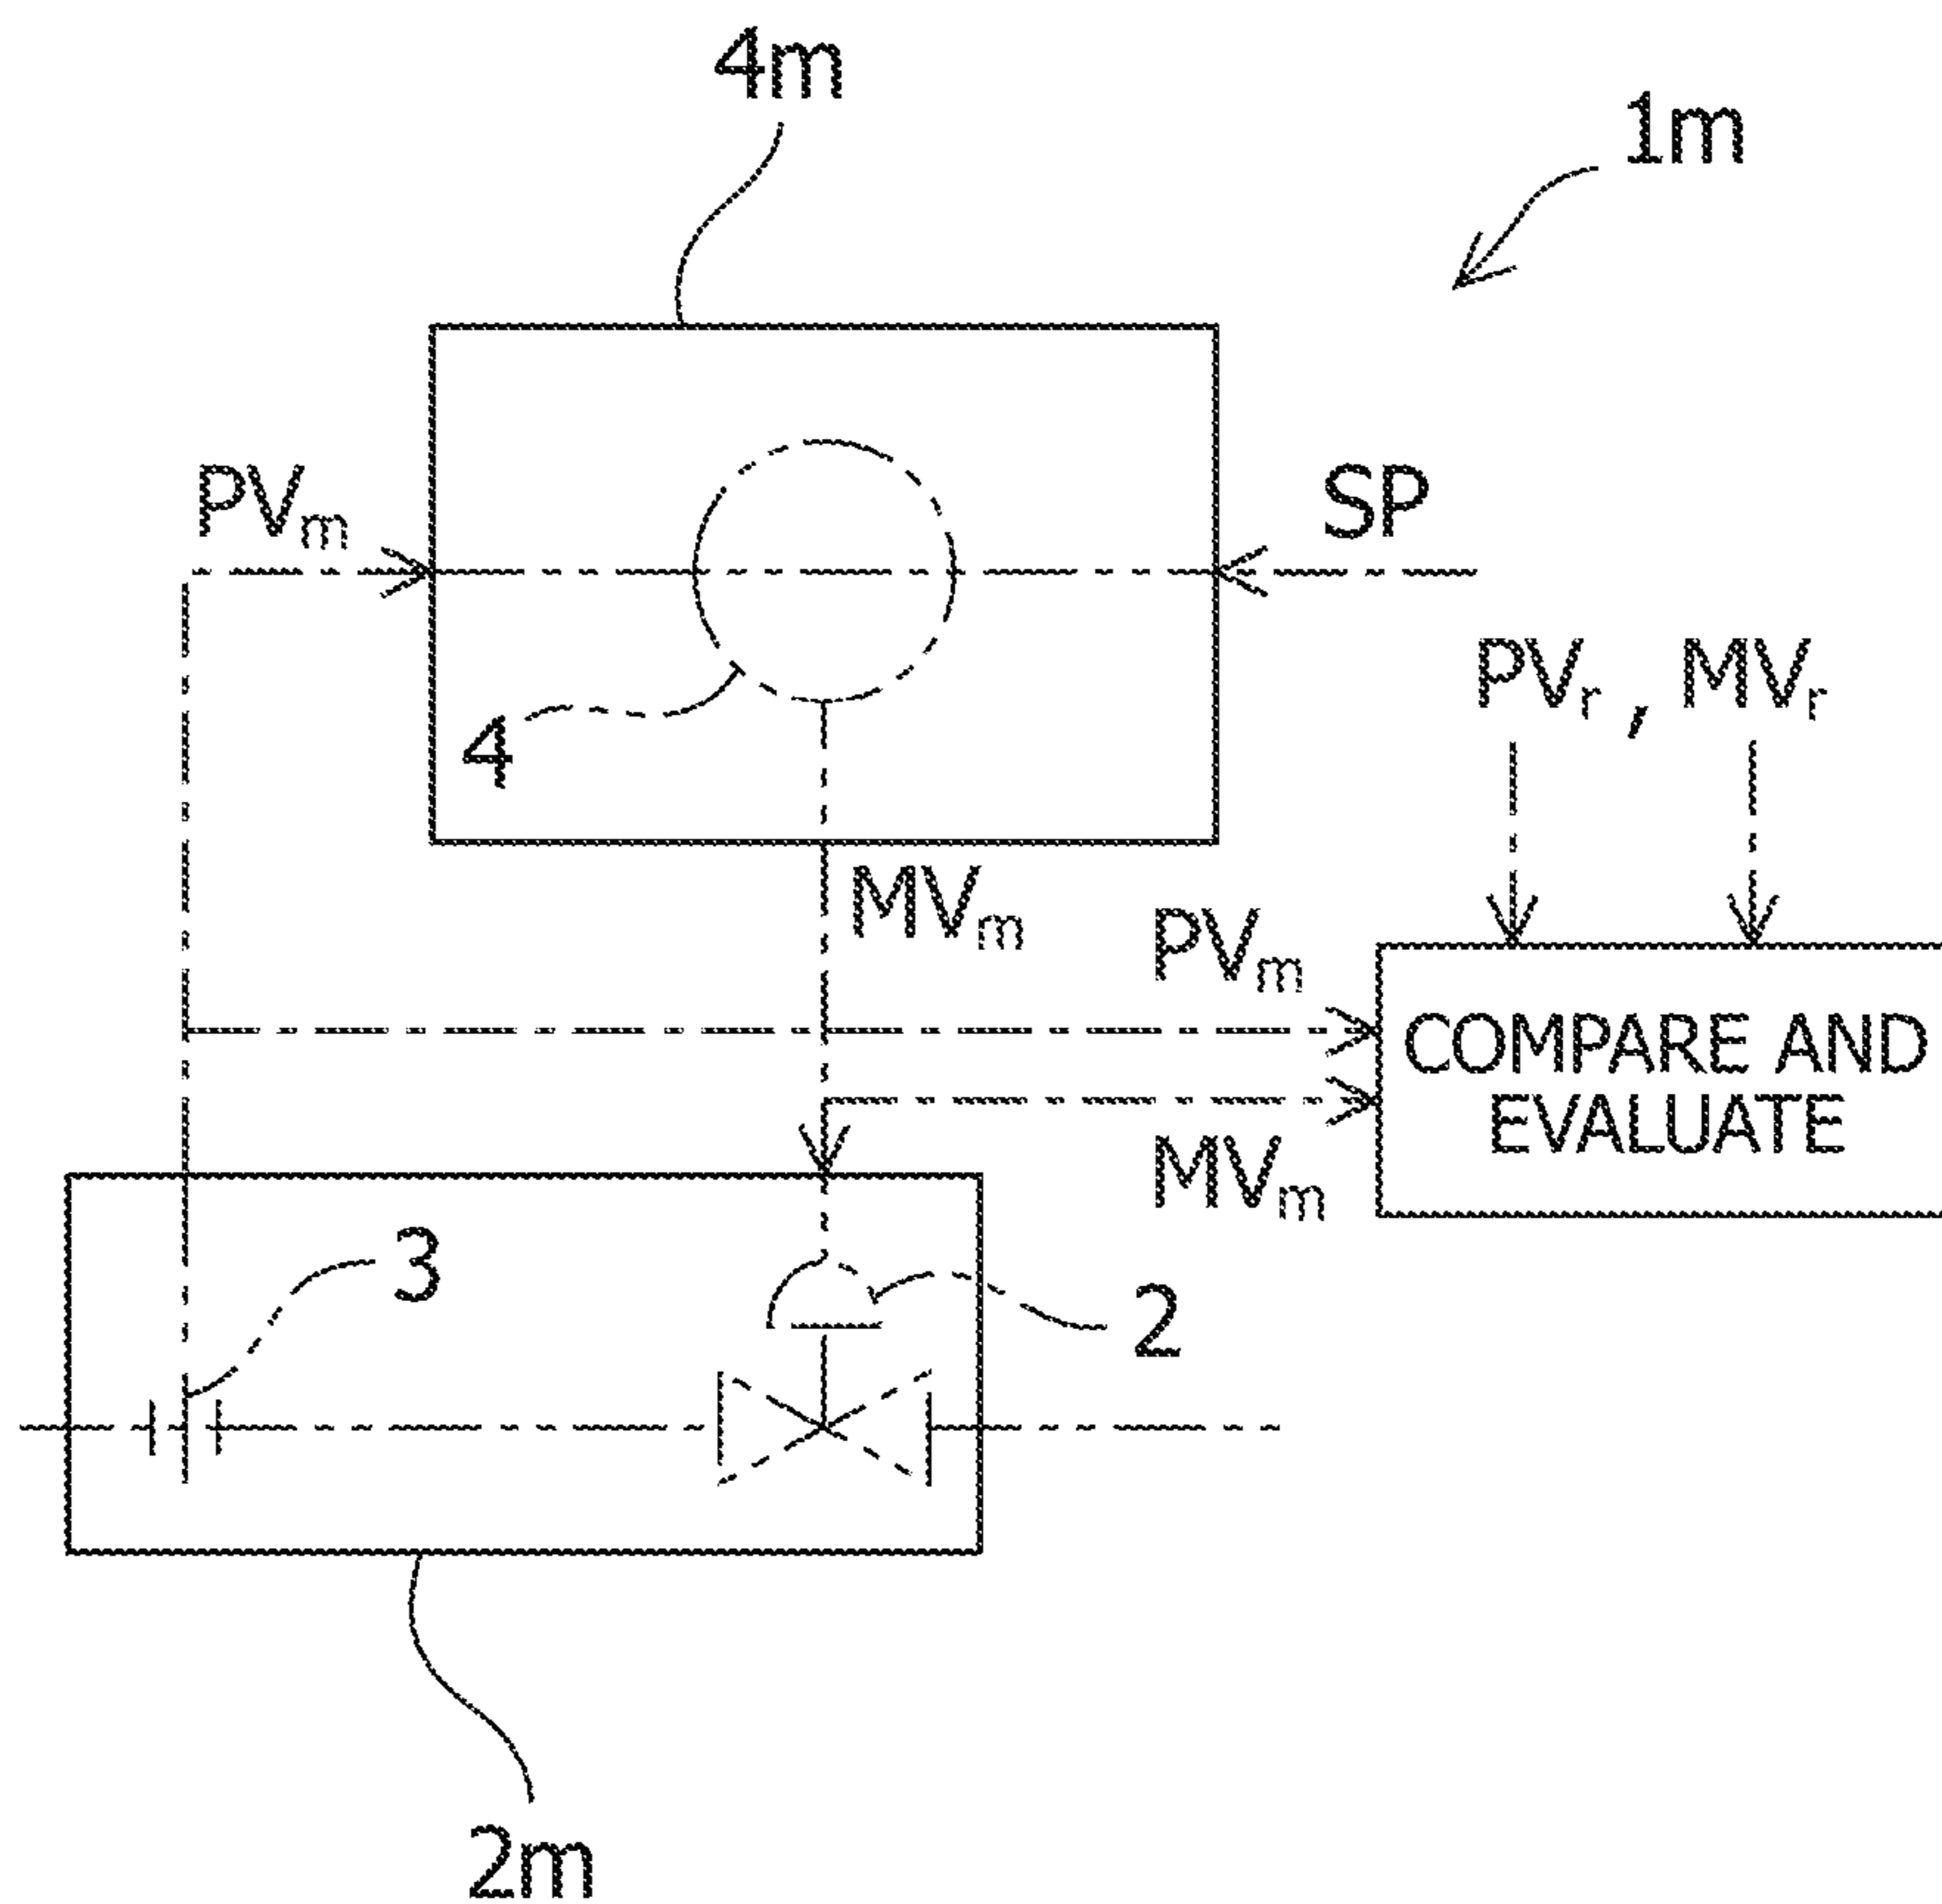 4m
1m
PVm
SP
4
PVr , MVr
MVm
PVm
COMPARE AND
EVALUATE
MVm
3
2
2m